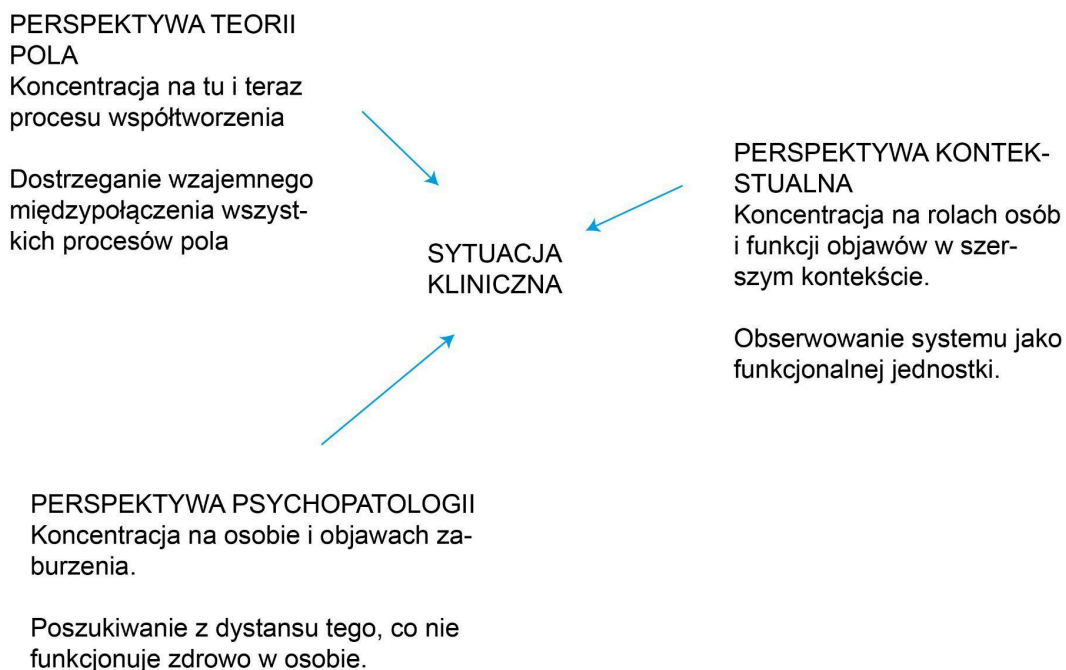 PERSPEKTYWA TEORII
POLA
Koncentracja na tu i teraz
procesu współtworzenia
Dostrzeganie wzajemnego
międzypołączenia wszyst-
kich procesów pola
PERSPEKTYWA KONTEK-
STUALNA
Koncentracja na rolach osób
i funkcji objawów w szer-
szym kontekście.
Obserwowanie systemu jako
funkcjonalnej jednostki.
SYTUACJA
KLINICZNA
PERSPEKTYWA PSYCHOPATOLOGII
Koncentracja na osobie i objawach za-
burzenia.
Poszukiwanie z dystansu tego, co nie
funkcjonuje zdrowo w osobie.